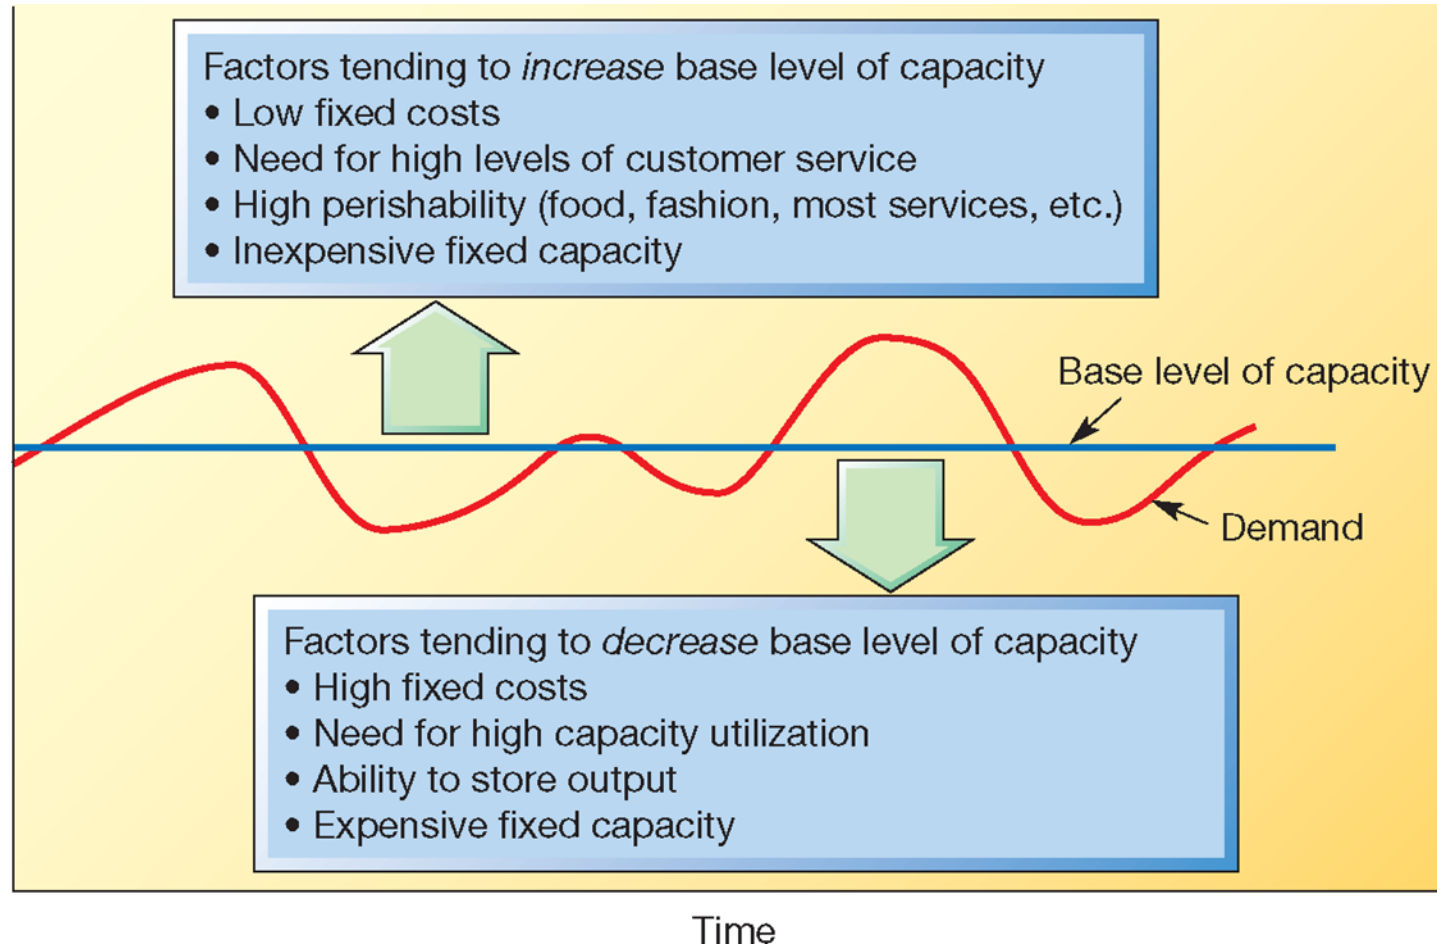 Factors tending to increase base level of capacity
• Low fixed costs
• Need for high levels of customer service
• High perishability (food, fashion, most services, etc.)
• Inexpensive fixed capacity
Base level of capacity
Demand
Factors tending to decrease base level of capacity
• High fixed costs
• Need for high capacity utilization
• Ability to store output
• Expensive fixed capacity
Time